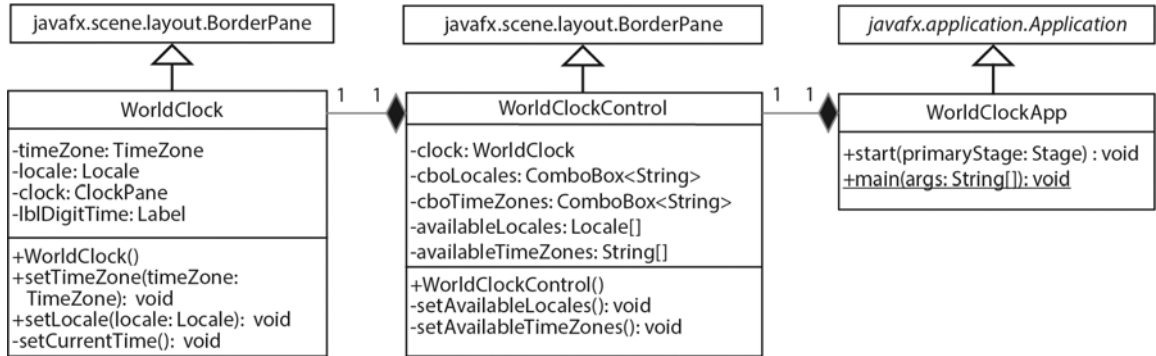 javafx.scene.layout.BorderPane
WorldClock
-timeZone: TimeZone
-locale: Locale
-clock: ClockPane
-lblDigitTime: Label
+WorldClock()
+setTimeZone(timeZone:
TimeZone): void
+setLocale(locale: Locale): void
-setCurrentTime(): void
1
1
javafx.scene.layout.BorderPane
WorldClockControl
-clock: WorldClock
-cboLocales: ComboBox<String>
-cboTimeZones: ComboBox<String>
-availableLocales: Locale[]
-availableTimeZones: String[]
+WorldClockControl()
-setAvailableLocales(): void
-setAvailableTimeZones(): void
1
1
javafx.application.Application
WorldClockApp
+start(primaryStage: Stage) : void
+main(args: String[]): void